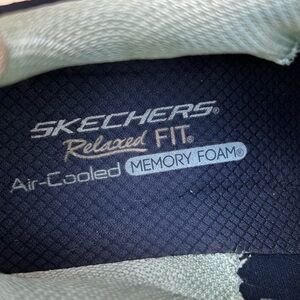 SKECHERS®
Relaxed FIT®
Air-Cooled MEMORY FOAM®